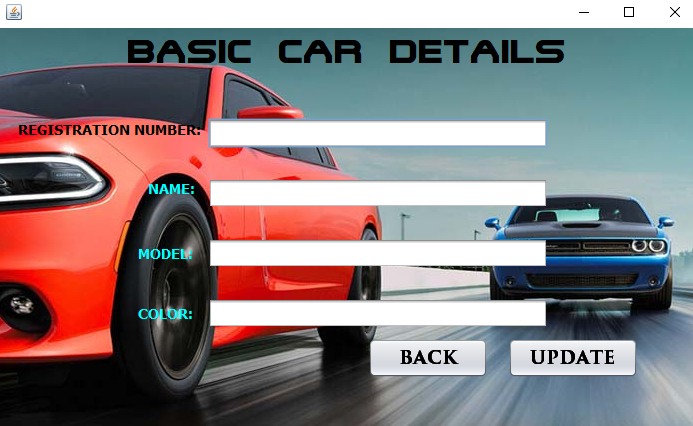 BASIC CAR DETAILS
REGISTRATION NUMBER:
NAME:
MODEL:
COLOR:
BACK UPDATE